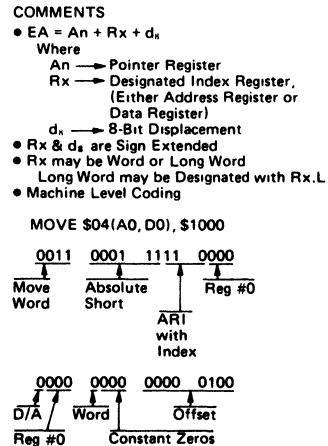 COMMENTS
• EA = An + Rx + d₈
Where
An → Pointer Register
Rx → Designated Index Register,
(Either Address Register or
Data Register)
d₈ → 8-Bit Displacement
• Rx & d₈ are Sign Extended
• Rx may be Word or Long Word
Long Word may be Designated with Rx.L
• Machine Level Coding
MOVE $04(A0, D0), $1000
0011 0001 1111 0000
Move Word
Absolute Short
Reg #0
ARI with Index
0000 0000 0000 0100
D/A
Word
Offset
Reg #0
Constant Zeros